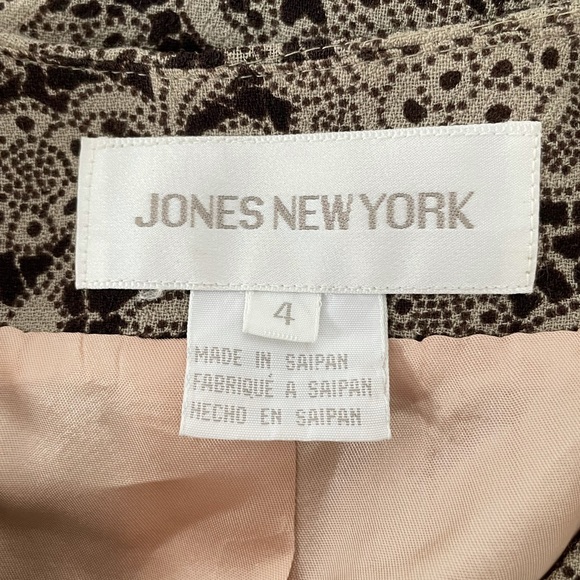 JONES NEW YORK
4
MADE IN SAIPAN
FABRIQUÉ A SAIPAN
HECHO EN SAIPAN